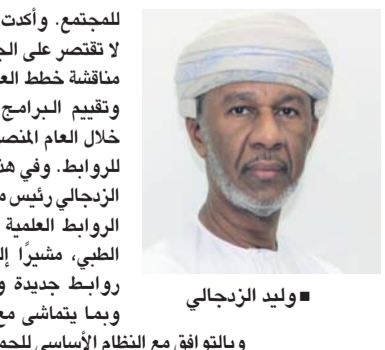 للمجتمع. وأكدت
لا تقتصر على الج
مناقشة خطط الع
وتقييم البرامج
خلال العام المنص
للروابط. وفي هذ
الزدجالي رئيس م
الروابط العلمية
الطبي، مشيرًا إل
روابط جديدة و
وبما يتماشى مع
وبالتوافق مع النظام الأساسي للجم
■ وليد الزدجالي